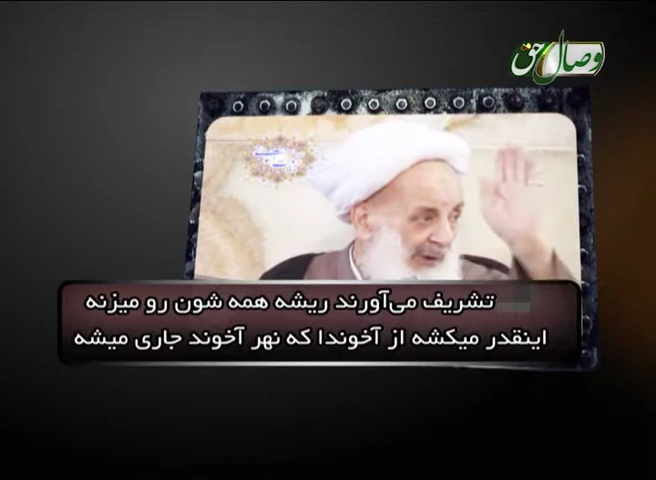 وصال حق
تشریف می‌آورند ریشه همه شون رو میزنه
اینقدر میکشه از آخوندا که نهر آخوند جاری میشه